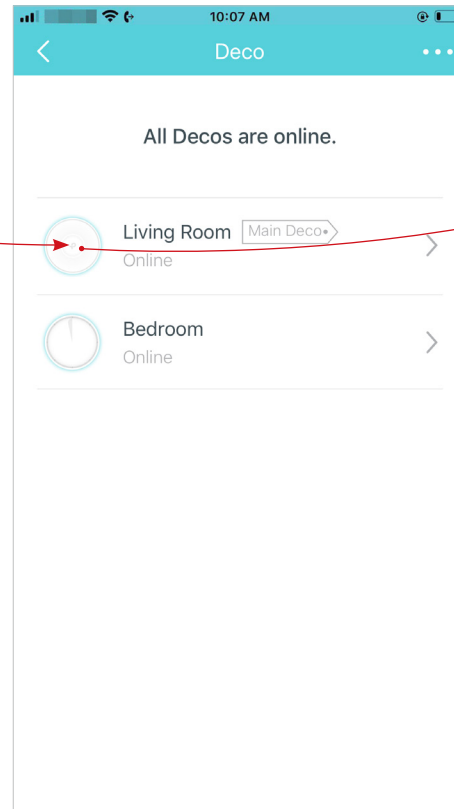 10:07 AM
Deco
All Decos are online.
Living Room Main Deco
Online
Bedroom
Online